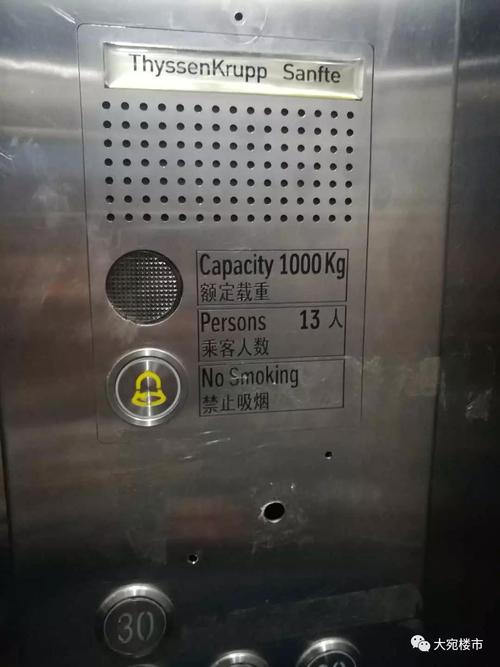 ThyssenKrupp Sanfte
Capacity 1000Kg
额定载重
Persons 13 人
乘客人数
No Smoking
禁止吸烟
30
大宛楼市